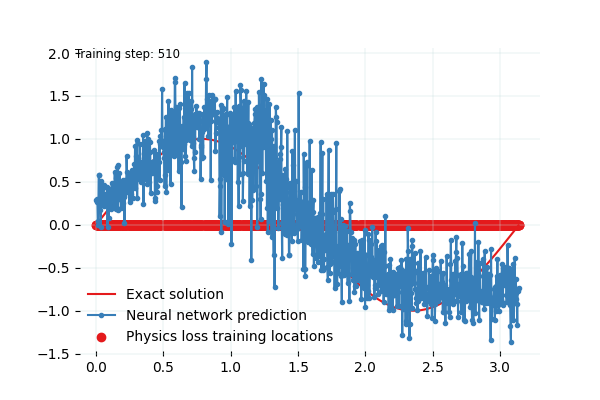 Training step: 510
2.0
1.5
1.0
0.5
0.0
−0.5
−1.0
−1.5
Exact solution
Neural network prediction
Physics loss training locations
0.0 0.5 1.0 1.5 2.0 2.5 3.0